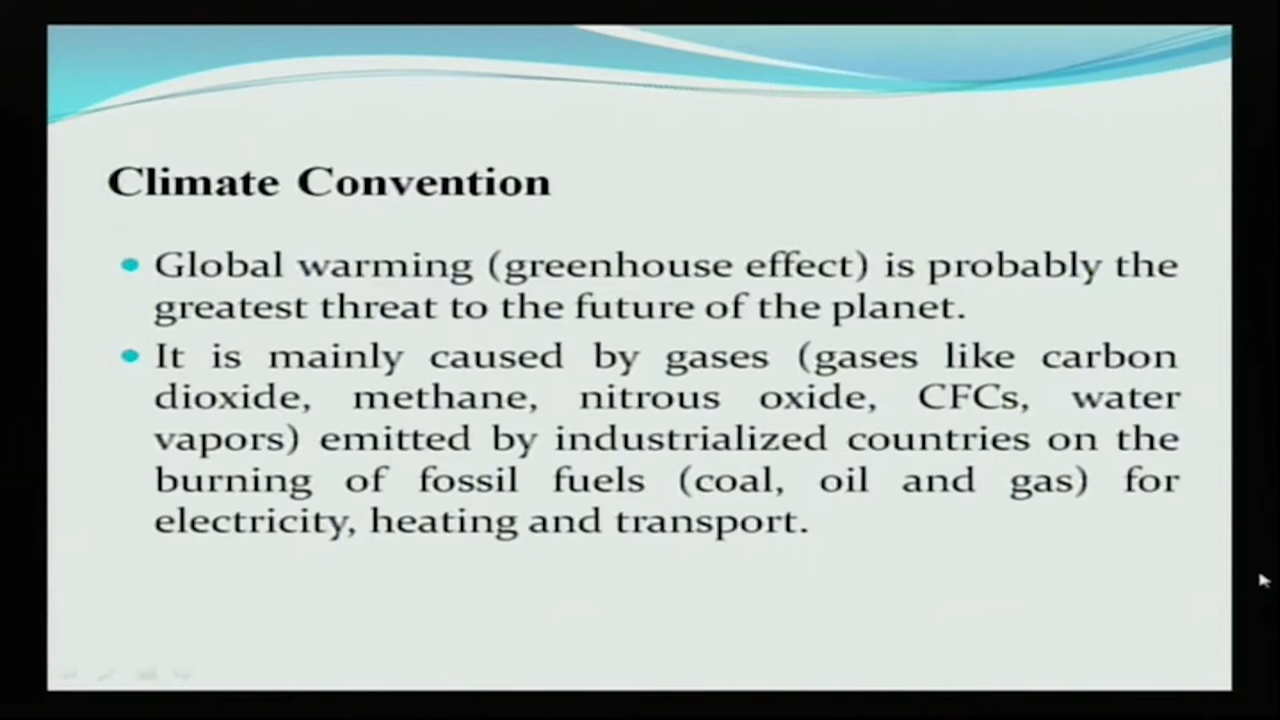 Climate Convention
Global warming (greenhouse effect) is probably the
greatest threat to the future of the planet.
It is mainly caused by gases (gases like carbon
dioxide, methane, nitrous oxide, CFCs, water
vapors) emitted by industrialized countries on the
burning of fossil fuels (coal, oil and gas) for
electricity, heating and transport.